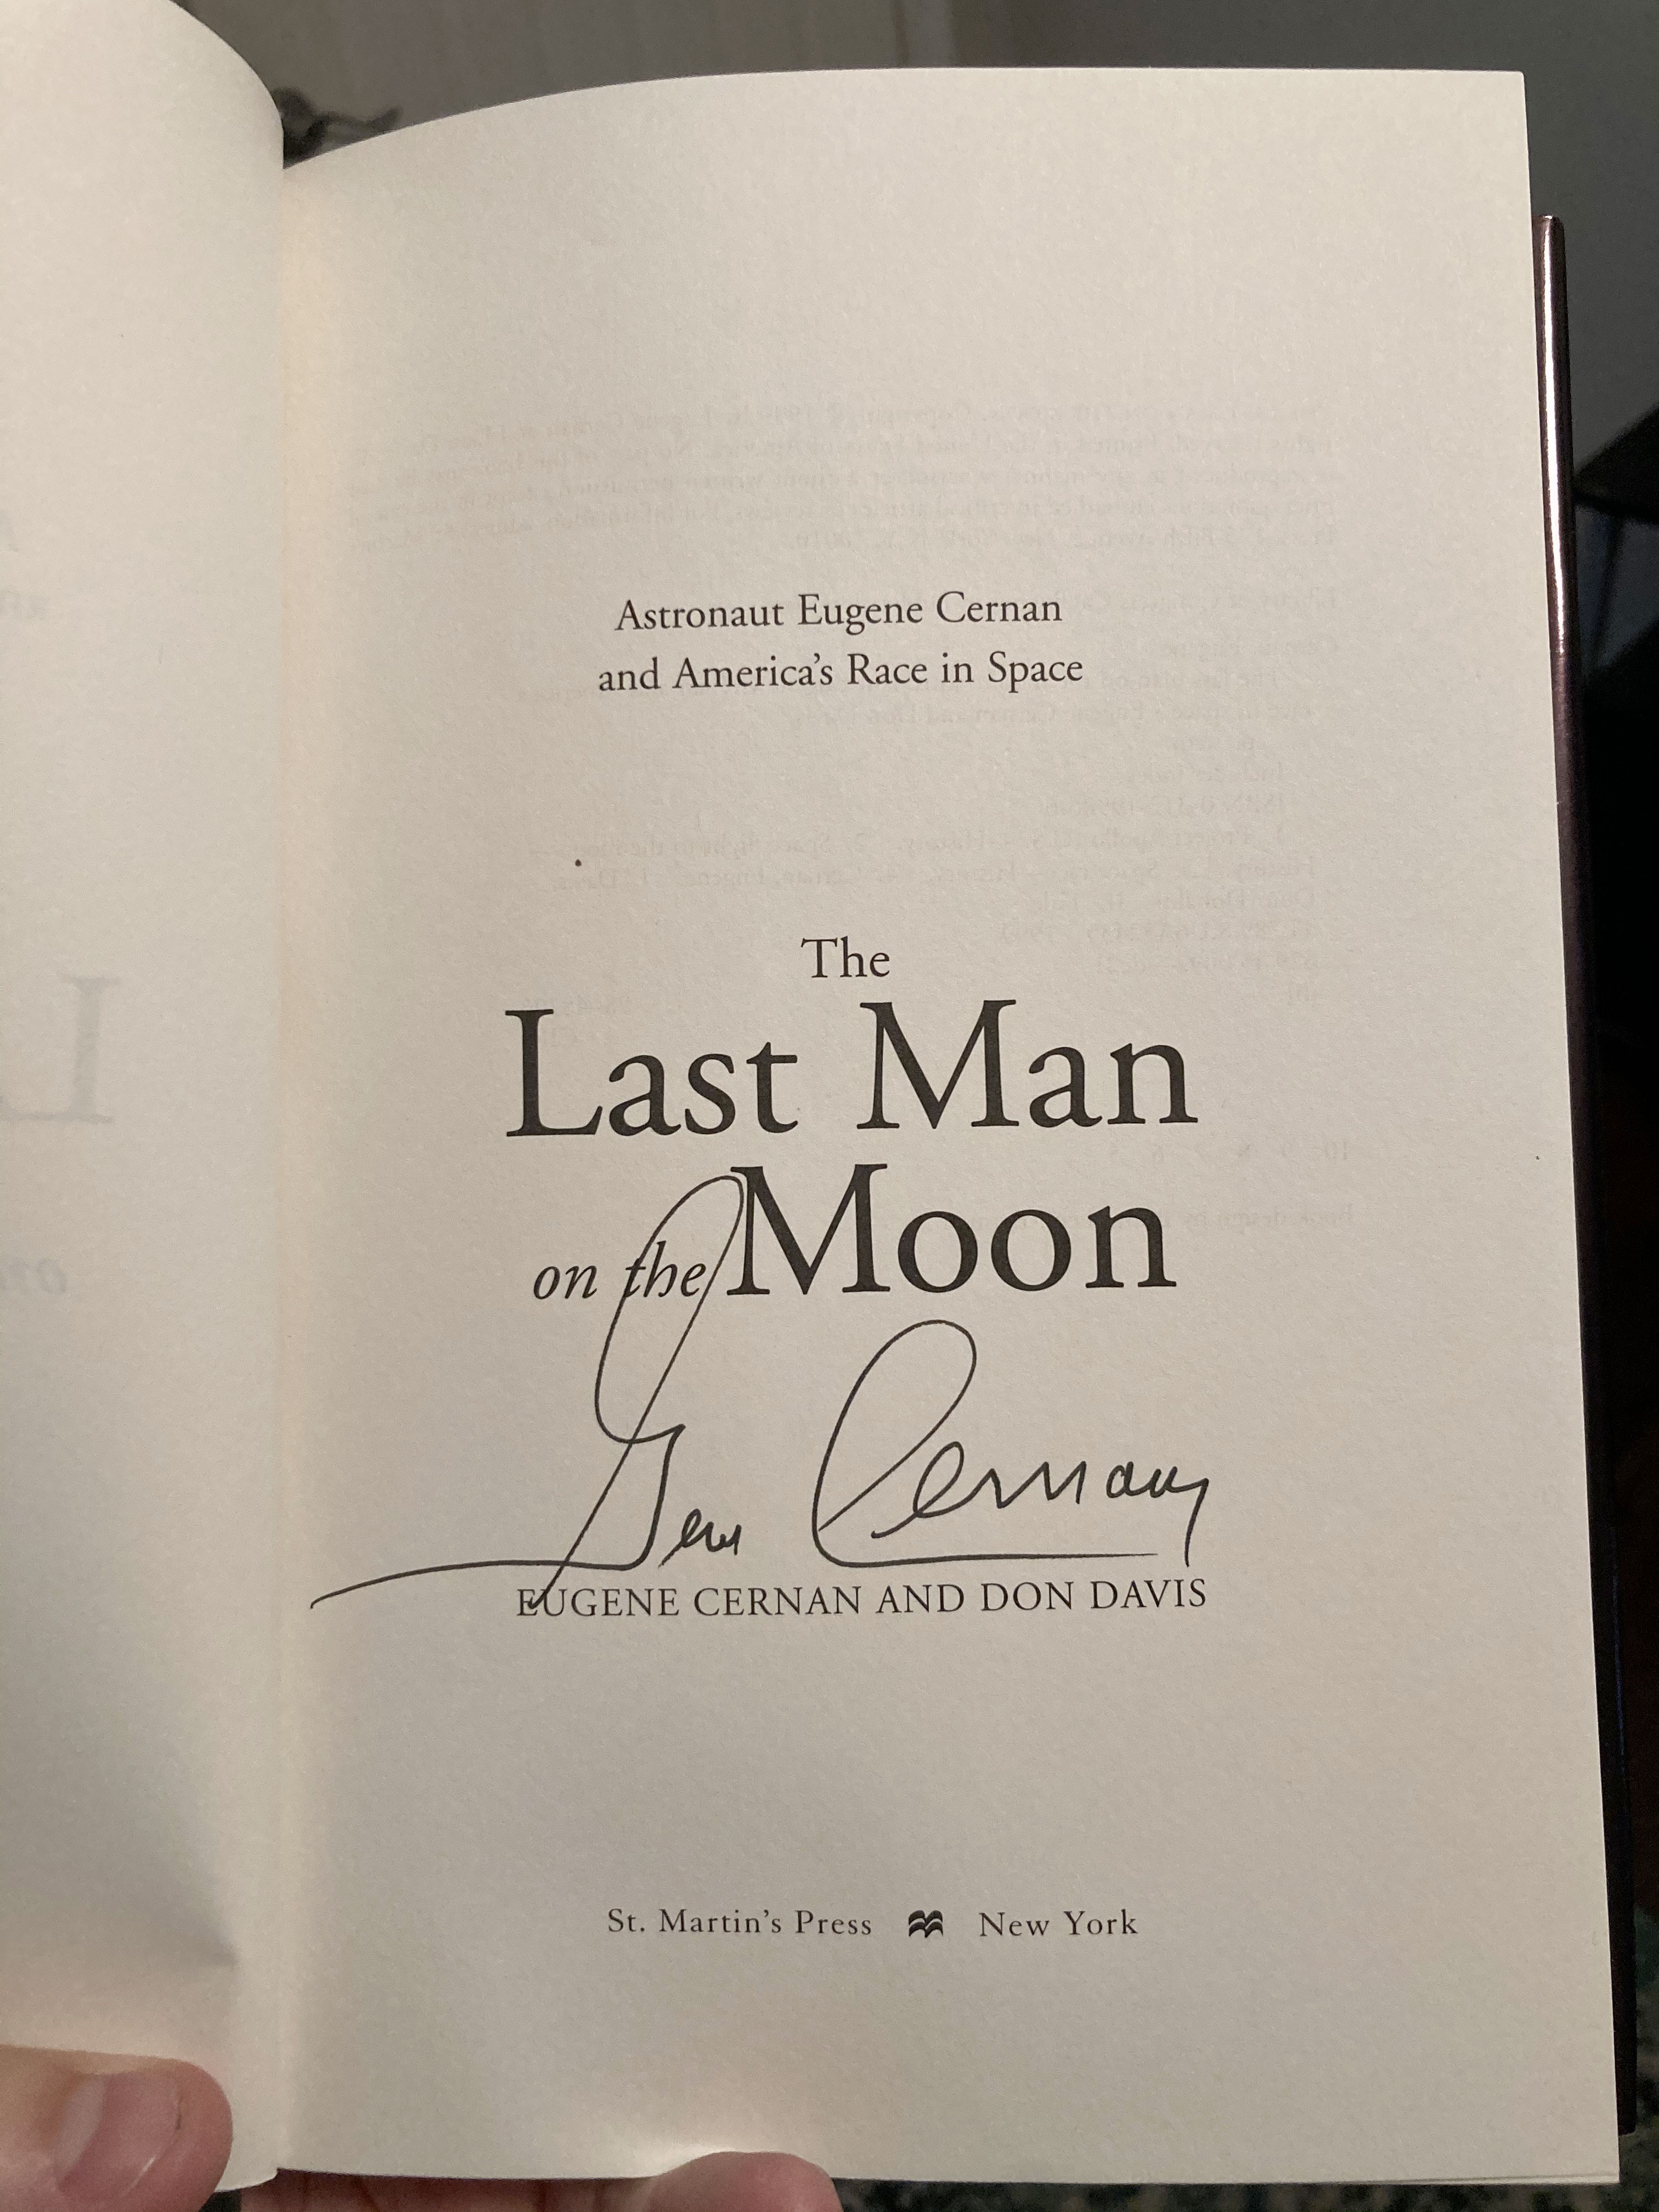 Astronaut Eugene Cernan
and America's Race in Space
The
Last Man
on the Moon
Gene Cernan
EUGENE CERNAN AND DON DAVIS
St. Martin's Press New York